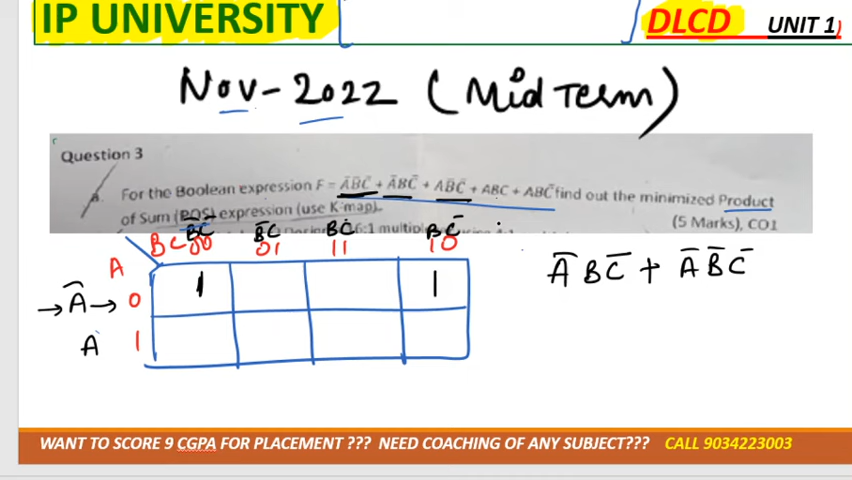 IP UNIVERSITY
DLCD UNIT 1)
Nov-2022 (Mid Term)
Question 3
a. For the Boolean expression F = A̅B̅C̅ + A̅BC̅ + AB̅C̅ + ABC + ABC̅ find out the minimized Product
of Sum (POS) expression (use K-map). (5 Marks), CO1
6:1 multiple
B̅C̅ B̅C BC BC̅
BC 00 01 11 10
A
→ A̅ → 0 1 1
A 1
A̅BC̅ + A̅B̅C̅
WANT TO SCORE 9 CGPA FOR PLACEMENT ??? NEED COACHING OF ANY SUBJECT??? CALL 9034223003